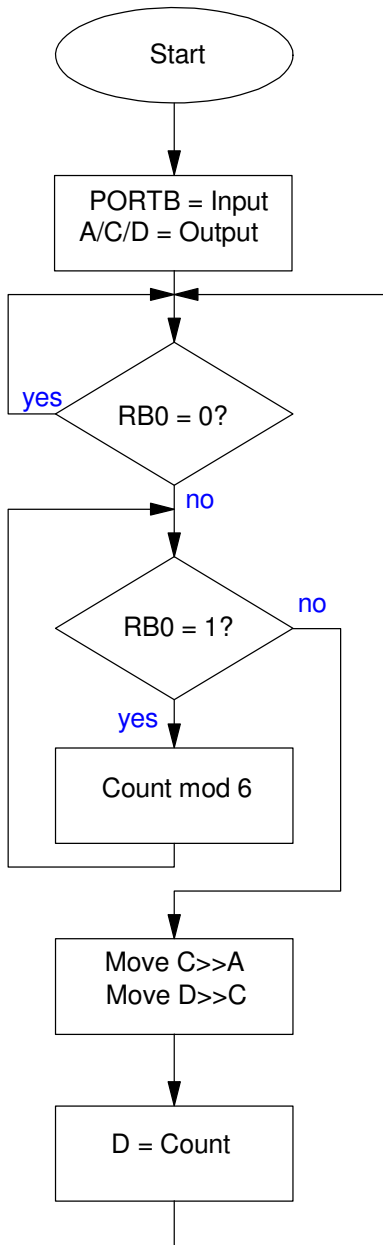 Start
PORTB = Input
A/C/D = Output
yes
RB0 = 0?
no
RB0 = 1?
no
yes
Count mod 6
Move C>>A
Move D>>C
D = Count